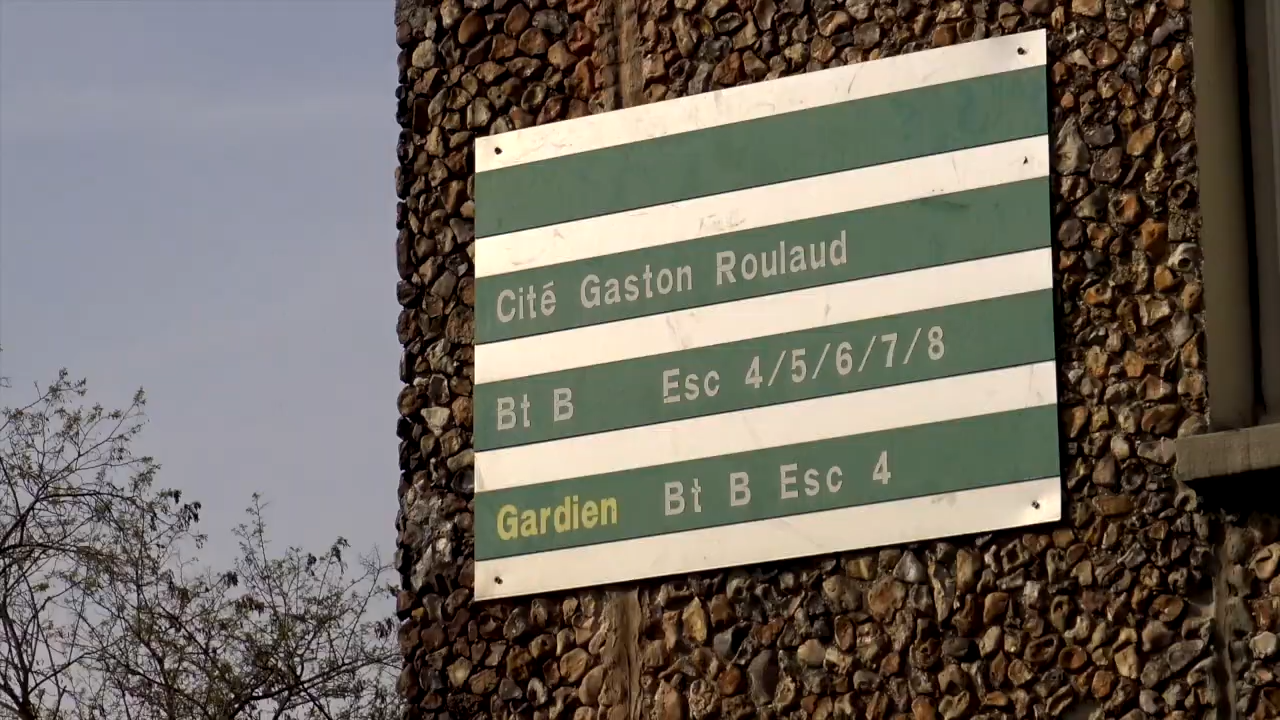 Cité Gaston Roulaud
Bt B Esc 4/5/6/7/8
Gardien Bt B Esc 4